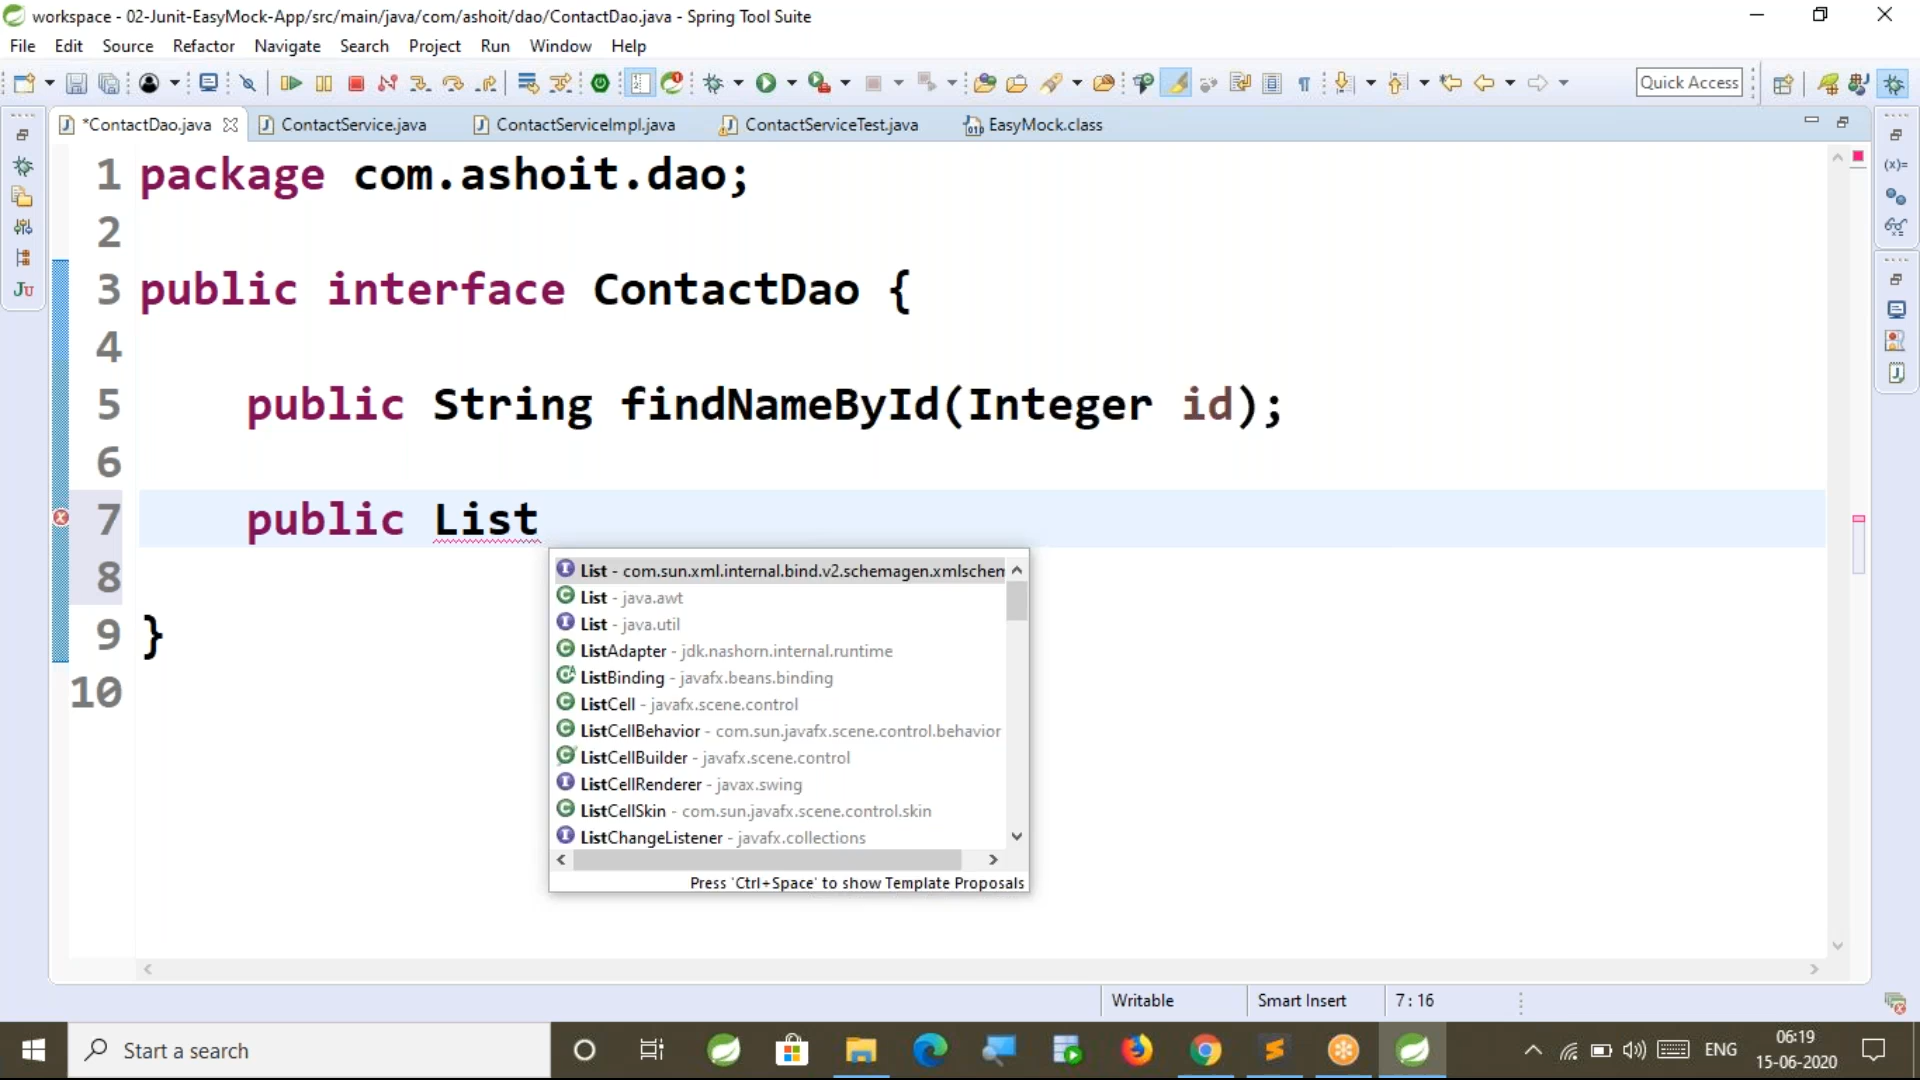 workspace - 02-Junit-EasyMock-App/src/main/java/com/ashoit/dao/ContactDao.java - Spring Tool Suite
File Edit Source Refactor Navigate Search Project Run Window Help
Quick Access
*ContactDao.java ContactService.java ContactServiceImpl.java ContactServiceTest.java EasyMock.class
1 package com.ashoit.dao;
2
3 public interface ContactDao {
4
5 public String findNameById(Integer id);
6
7 public List
8
9 }
10
List - com.sun.xml.internal.bind.v2.schemagen.xmlschem
List - java.awt
List - java.util
ListAdapter - jdk.nashorn.internal.runtime
ListBinding - javafx.beans.binding
ListCell - javafx.scene.control
ListCellBehavior - com.sun.javafx.scene.control.behavior
ListCellBuilder - javafx.scene.control
ListCellRenderer - javax.swing
ListCellSkin - com.sun.javafx.scene.control.skin
ListChangeListener - javafx.collections
Press 'Ctrl+Space' to show Template Proposals
Writable Smart Insert 7 : 16
Start a search
ENG
06:19
15-06-2020